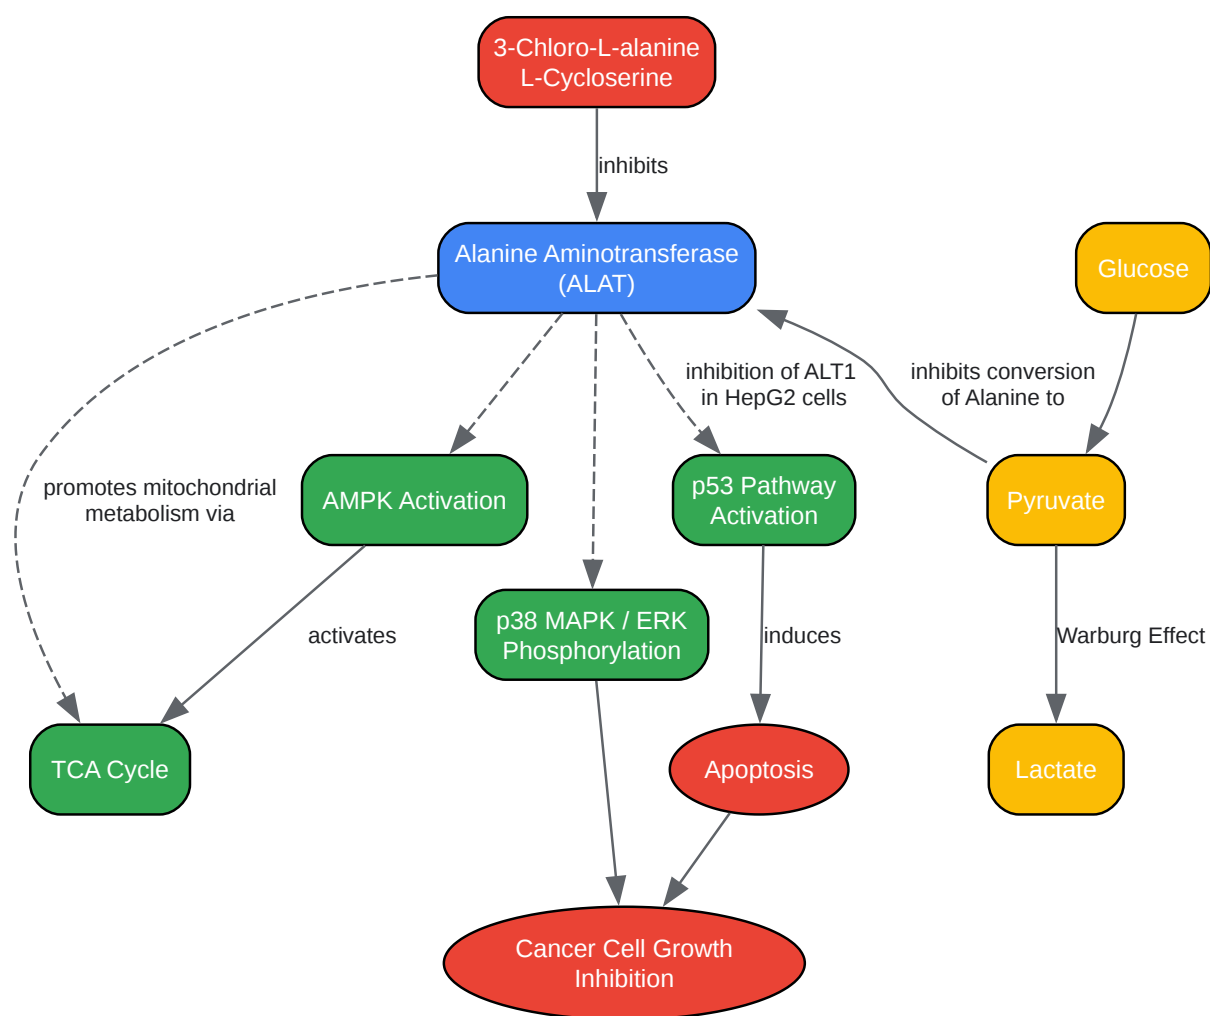 3-Chloro-L-alanine
L-Cycloserine
inhibits
Alanine Aminotransferase
(ALAT)
Glucose
inhibition of ALT1
in HepG2 cells
inhibits conversion
of Alanine to
promotes mitochondrial
metabolism via
AMPK Activation
p53 Pathway
Activation
Pyruvate
p38 MAPK / ERK
Phosphorylation
activates
induces
Warburg Effect
TCA Cycle
Apoptosis
Lactate
Cancer Cell Growth
Inhibition